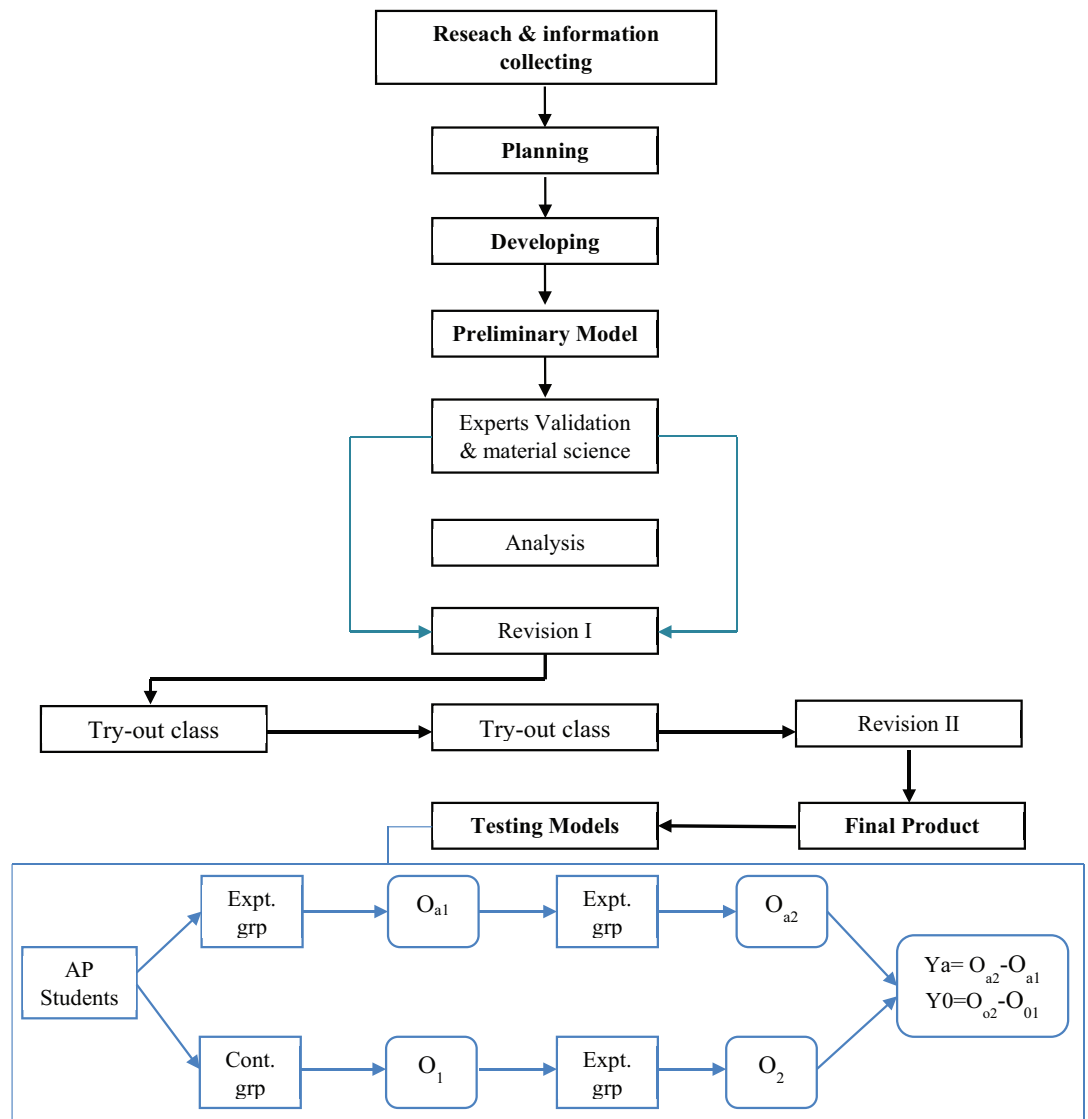 Reseach & information
collecting
Planning
Developing
Preliminary Model
Experts Validation
& material science
Analysis
Revision I
Try-out class
Try-out class
Revision II
Testing Models
Final Product
Expt.
grp
Oa1
Expt.
grp
Oa2
AP
Students
Ya= Oa2-Oa1
Y0=Oo2-O01
Cont.
grp
O1
Expt.
grp
O2